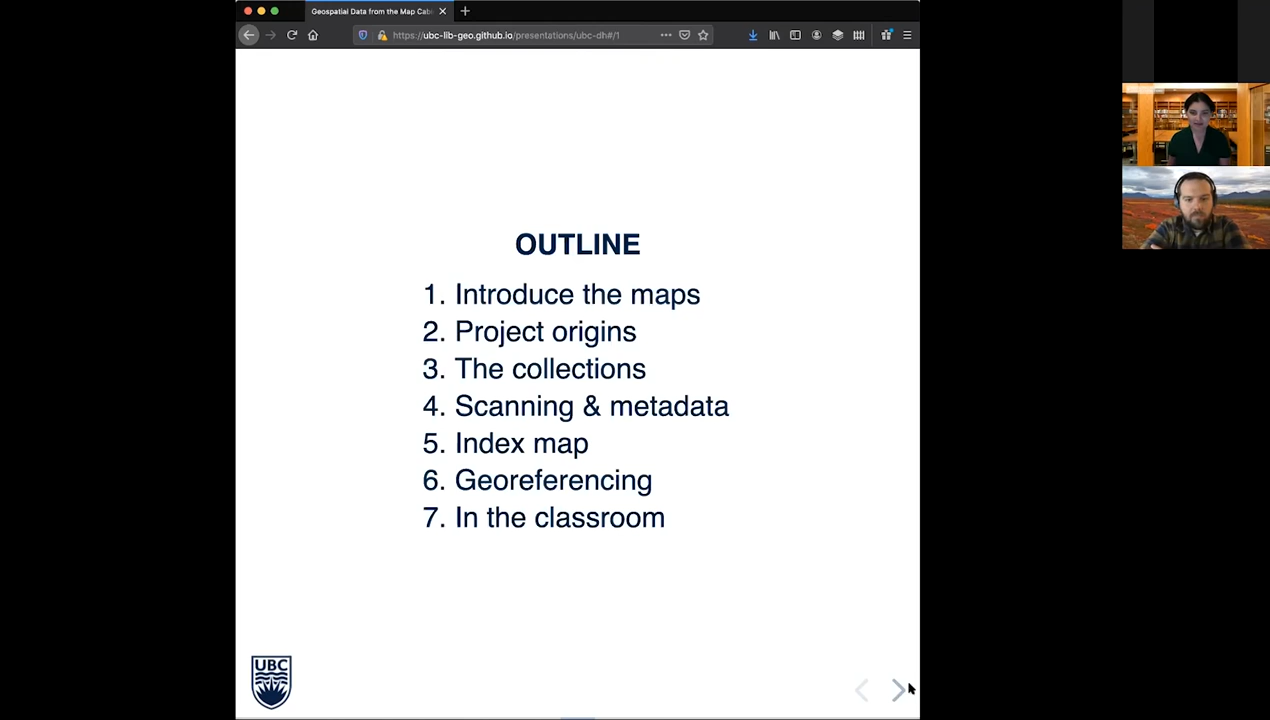 Geospatial Data from the Map Cabi
https://ubc-lib-geo.github.io/presentations/ubc-dh#/1
OUTLINE
1. Introduce the maps
2. Project origins
3. The collections
4. Scanning & metadata
5. Index map
6. Georeferencing
7. In the classroom
UBC